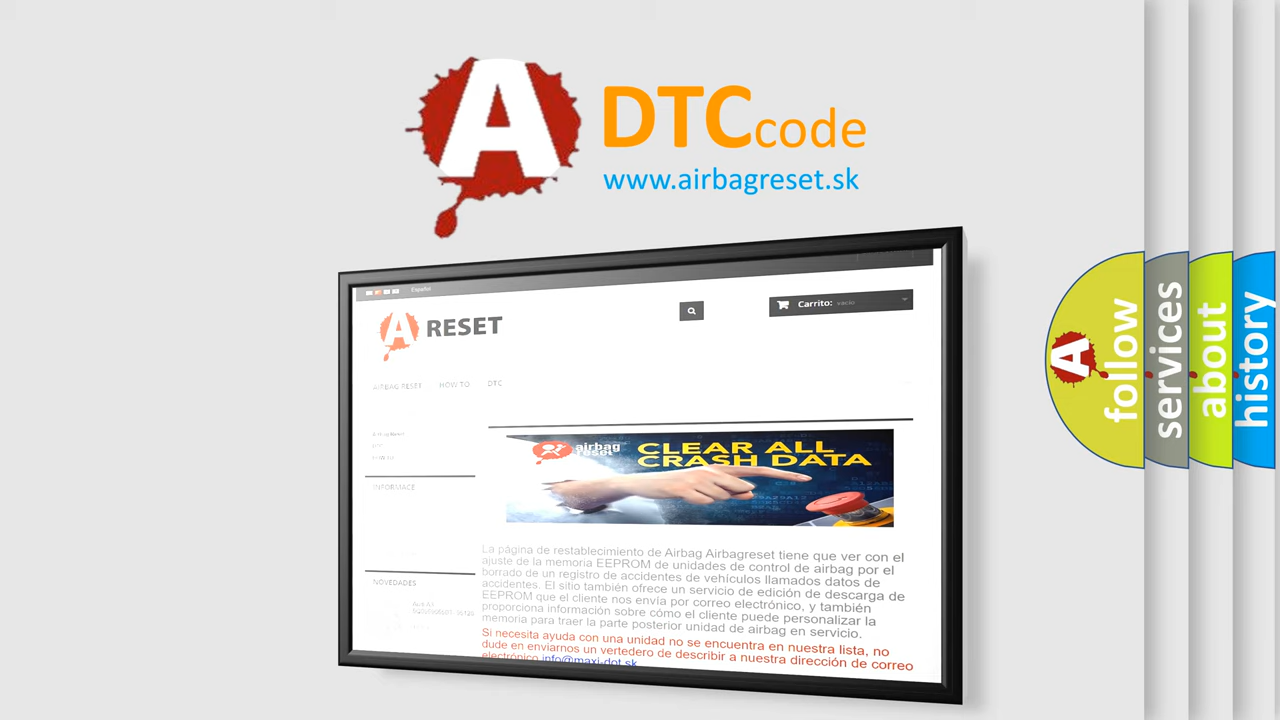 A DTCcode
www.airbagreset.sk
Español
A RESET
Carrito: vacío
AIRBAG RESET HOW TO DTC
INFORMACE
airbag
reset
CLEAR ALL
CRASH DATA
La página de restablecimiento de Airbag Airbagreset tiene que ver con el
ajuste de la memoria EEPROM de unidades de control de airbag por el
borrado de un registro de accidentes de vehículos llamados datos de
accidentes. El sitio también ofrece un servicio de edición de descarga de
EEPROM que el cliente nos envía por correo electrónico, y también
proporciona información sobre cómo el cliente puede personalizar la
memoria para traer la parte posterior unidad de airbag en servicio.
Si necesita ayuda con una unidad no se encuentra en nuestra lista, no
dude en enviarnos un vertedero de describir a nuestra dirección de correo
electrónico info@maxi-dot.sk
NOVEDADES
A follow
services
about
history